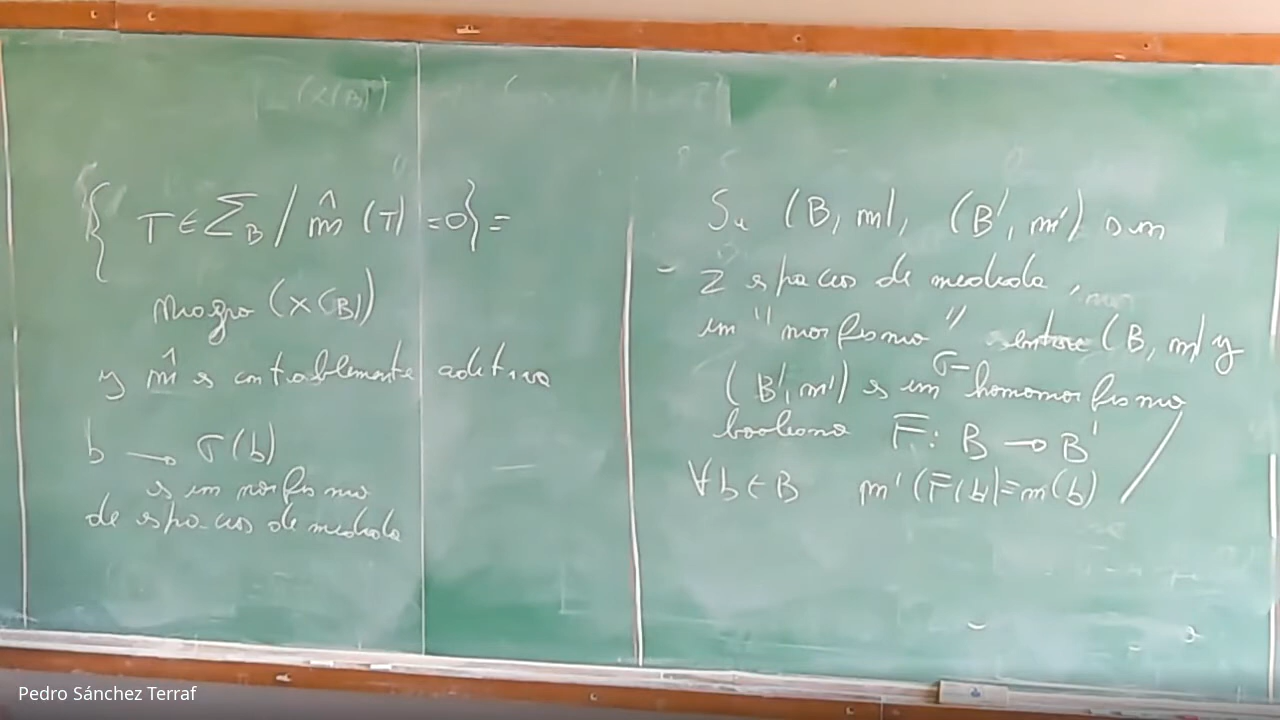 { T ∈ Σ_B / m̂ (T) = 0 } =
magro (X(B))
y m̂ es contablemente aditiva
b → σ(b)
es un morfismo
de espacios de medida
Si (B, m), (B', m') son
2 espacios de medida,
un "morfismo" entre (B, m) y
(B', m') es un σ-homomorfismo
booleano F: B → B'
∀b ∈ B m'(F(b)) = m(b)
Pedro Sánchez Terraf